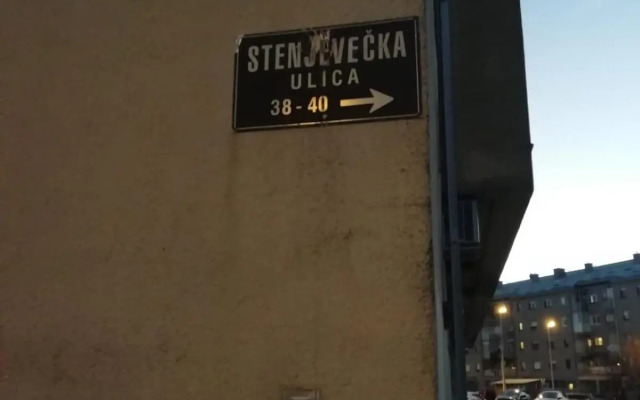 STENJEVEČKA
ULICA
38 - 40